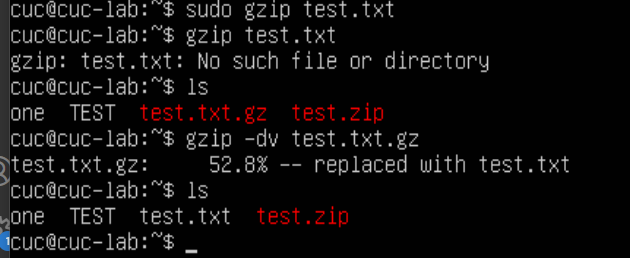 cuc@cuc-lab:~$ sudo gzip test.txt
cuc@cuc-lab:~$ gzip test.txt
gzip: test.txt: No such file or directory
cuc@cuc-lab:~$ ls
one  TEST  test.txt.gz  test.zip
cuc@cuc-lab:~$ gzip -dv test.txt.gz
test.txt.gz:     52.8% -- replaced with test.txt
cuc@cuc-lab:~$ ls
one  TEST  test.txt  test.zip
cuc@cuc-lab:~$ _